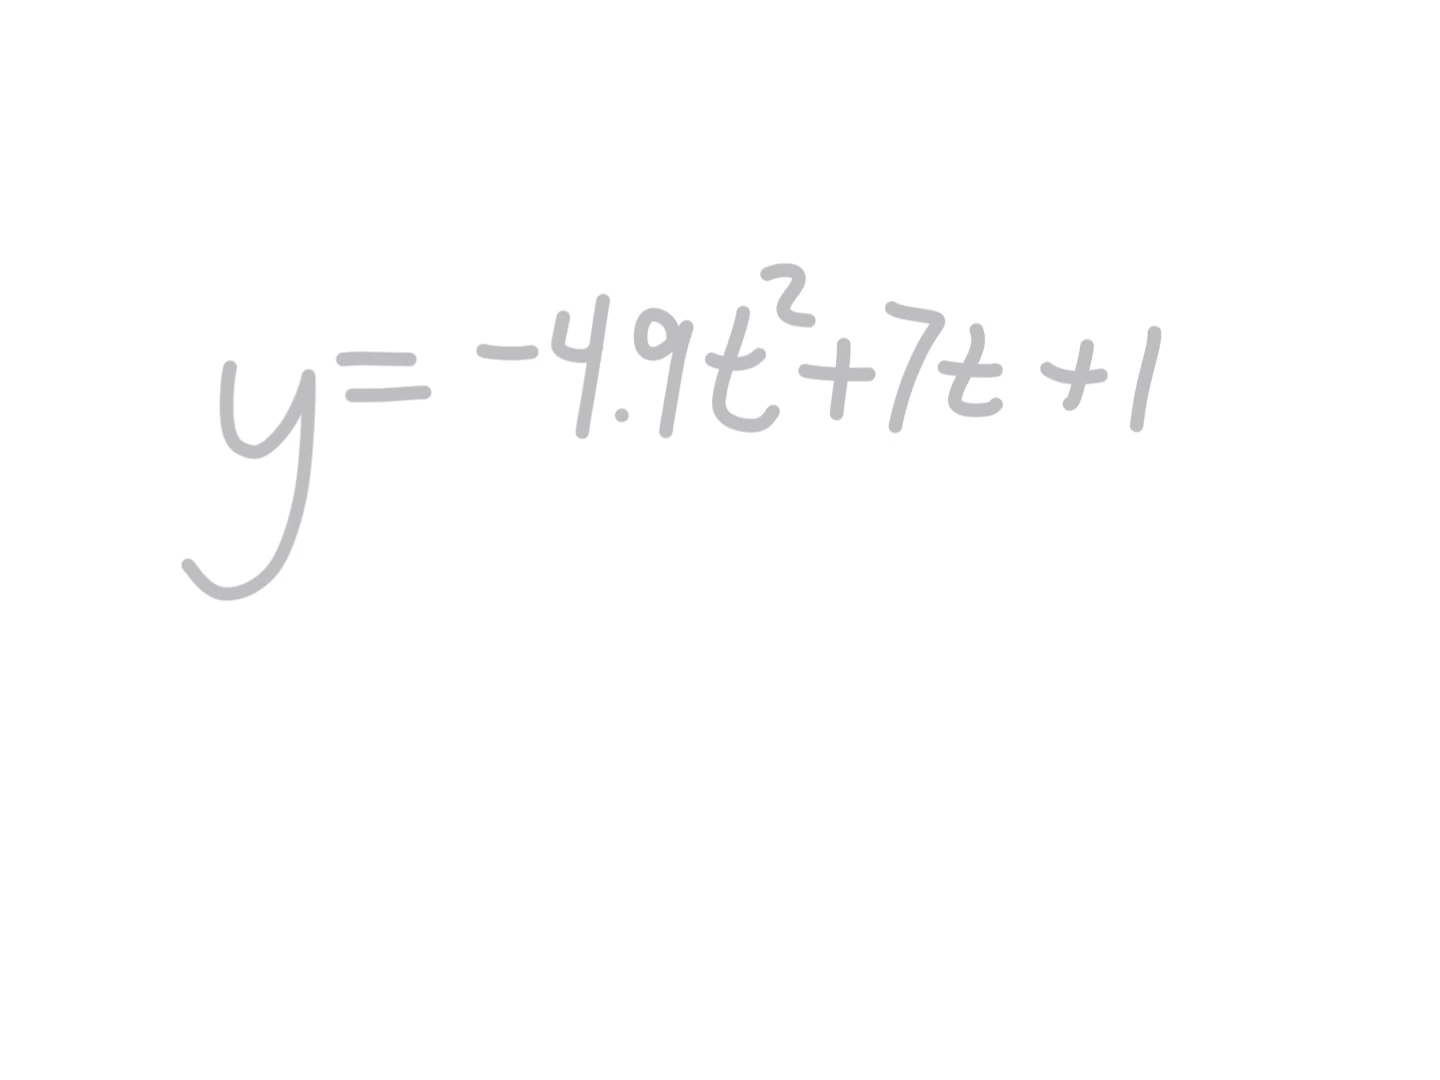 y = -4.9t²+7t +1